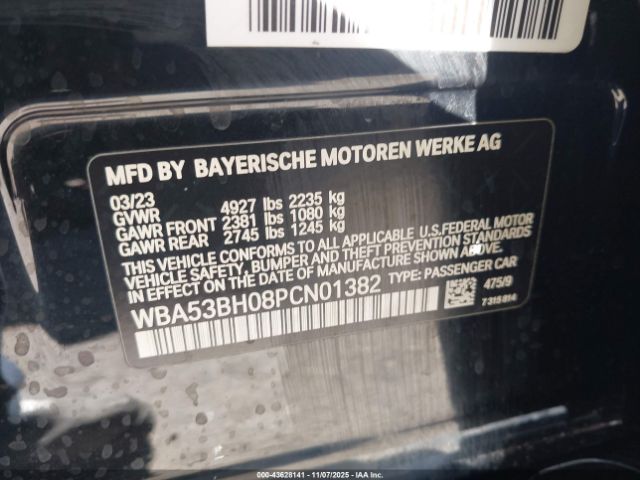 MFD BY BAYERISCHE MOTOREN WERKE AG
03/23
GVWR 4927 lbs 2235 kg
GAWR FRONT 2381 lbs 1080 kg
GAWR REAR 2745 lbs 1245 kg
THIS VEHICLE CONFORMS TO ALL APPLICABLE U.S.FEDERAL MOTOR
VEHICLE SAFETY, BUMPER AND THEFT PREVENTION STANDARDS
IN EFFECT ON THE DATE OF MANUFACTURE SHOWN ABOVE.
WBA53BH08PCN01382 TYPE: PASSENGER CAR
475/9
7315814
000-43628141 - 11/07/2025 - IAA Inc.